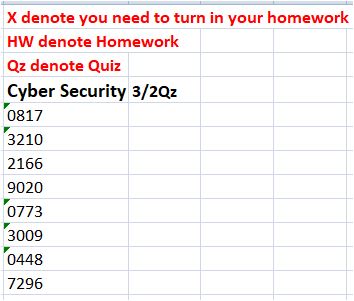 X denote you need to turn in your homework
HW denote Homework
Qz denote Quiz
Cyber Security 3/2Qz
0817
3210
2166
9020
0773
3009
0448
7296